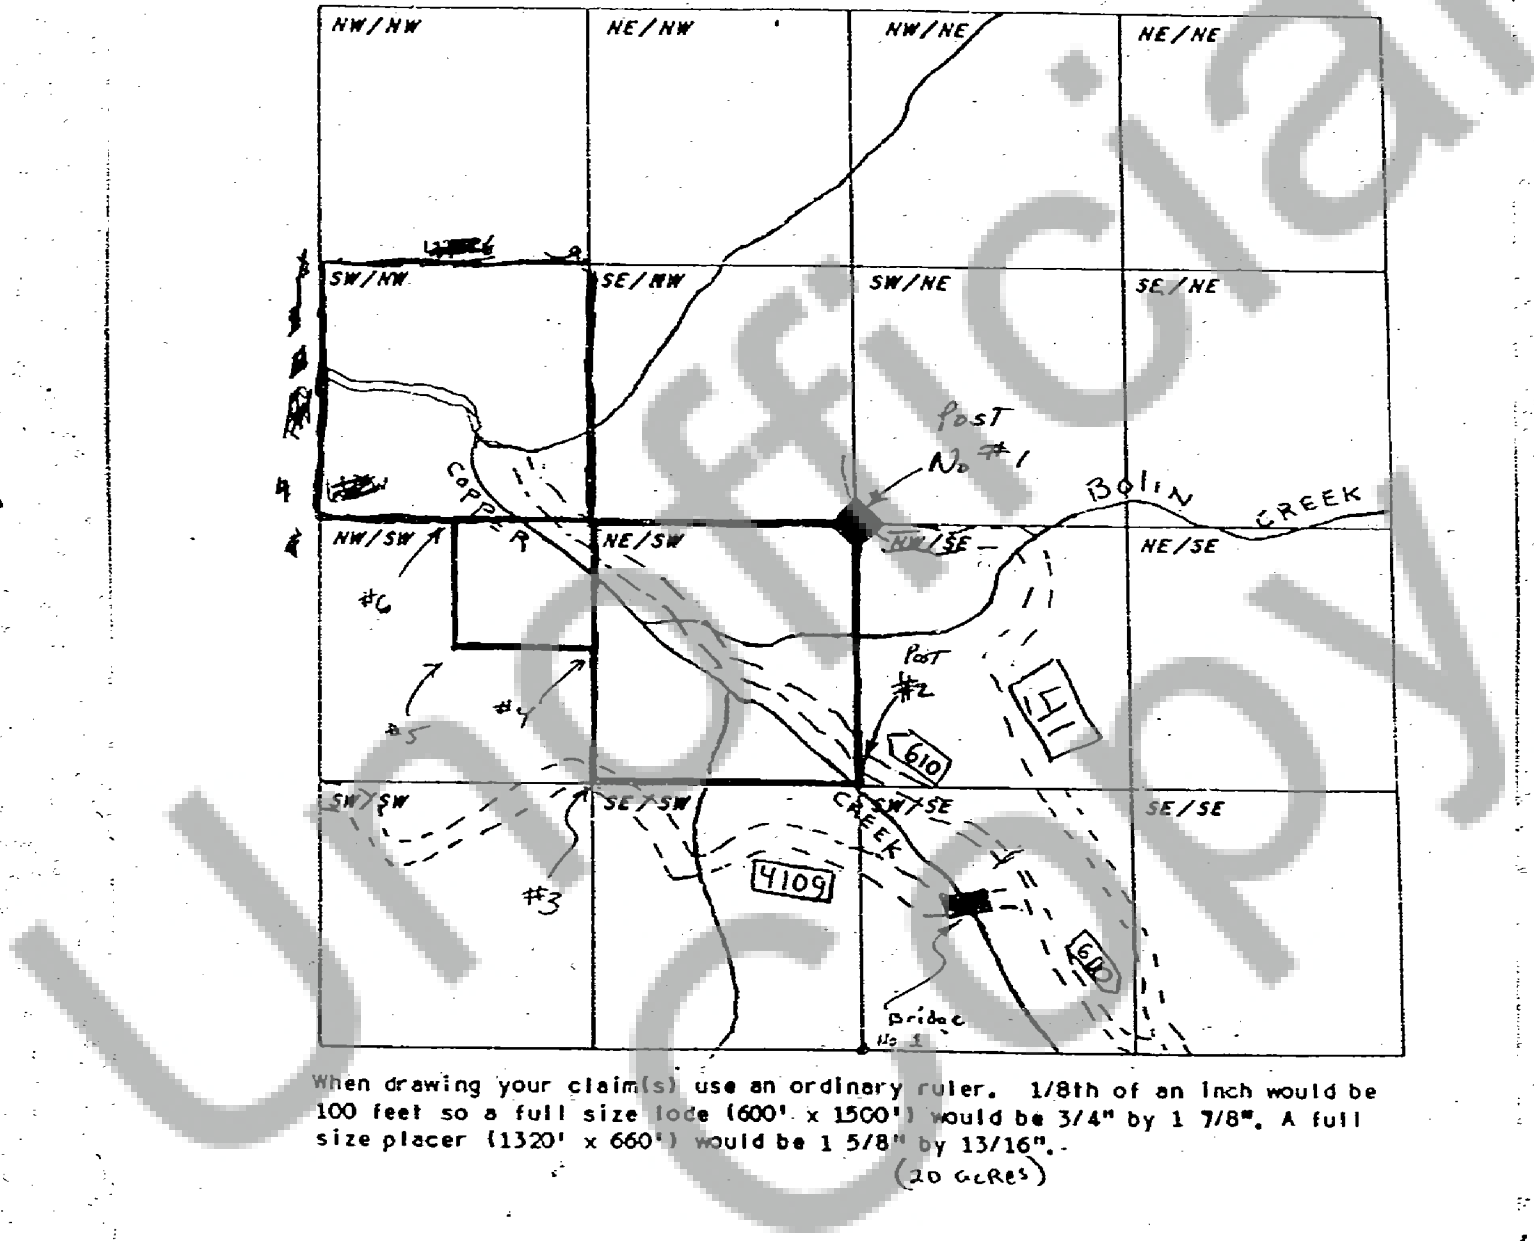 NW/NW
NE/NW
NW/NE
NE/NE
SW/NW
SE/NW
SW/NE
SE/NE
Post
No #1
4
COPPER
BOLIN CREEK
NW/SW
NE/SW
NW/SE
NE/SE
#6
Post
#2
41
#4
#5
610
SW/SW
SE/SW
CREEK
SW/SE
SE/SE
#3
4109
610
Bridge
No 1
When drawing your claim(s) use an ordinary ruler. 1/8th of an inch would be
100 feet so a full size lode (600' x 1500') would be 3/4" by 1 7/8". A full
size placer (1320' x 660') would be 1 5/8" by 13/16".
(20 acRes)
Unofficial
Copy